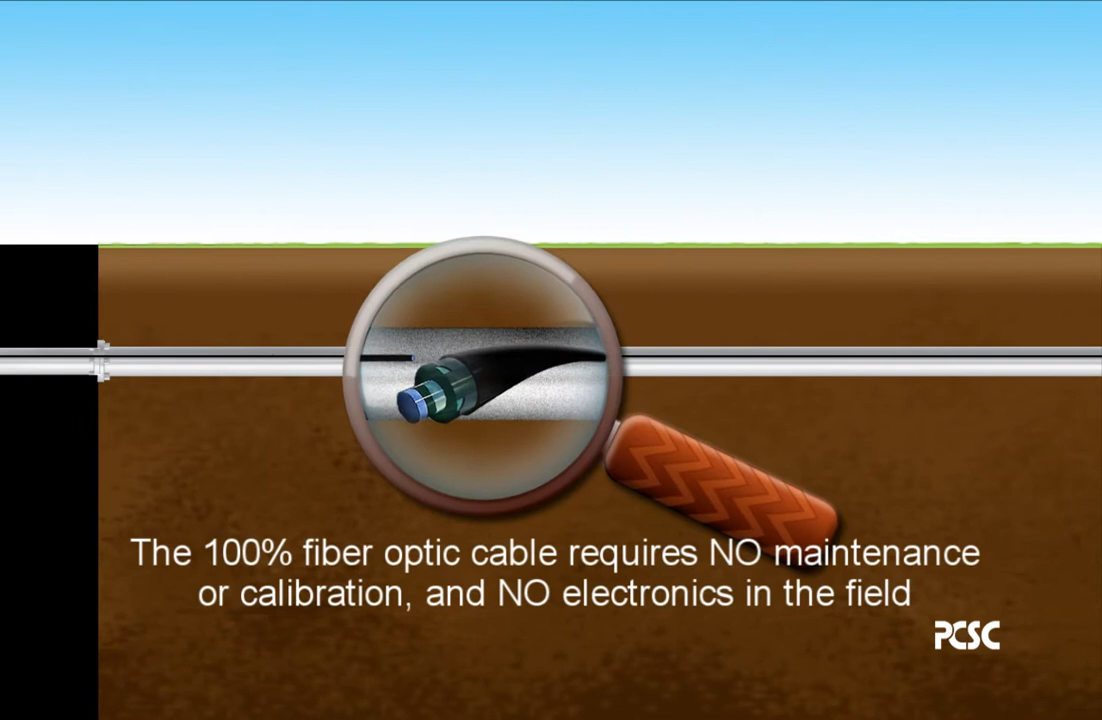 The 100% fiber optic cable requires NO maintenance
or calibration, and NO electronics in the field
PCSC